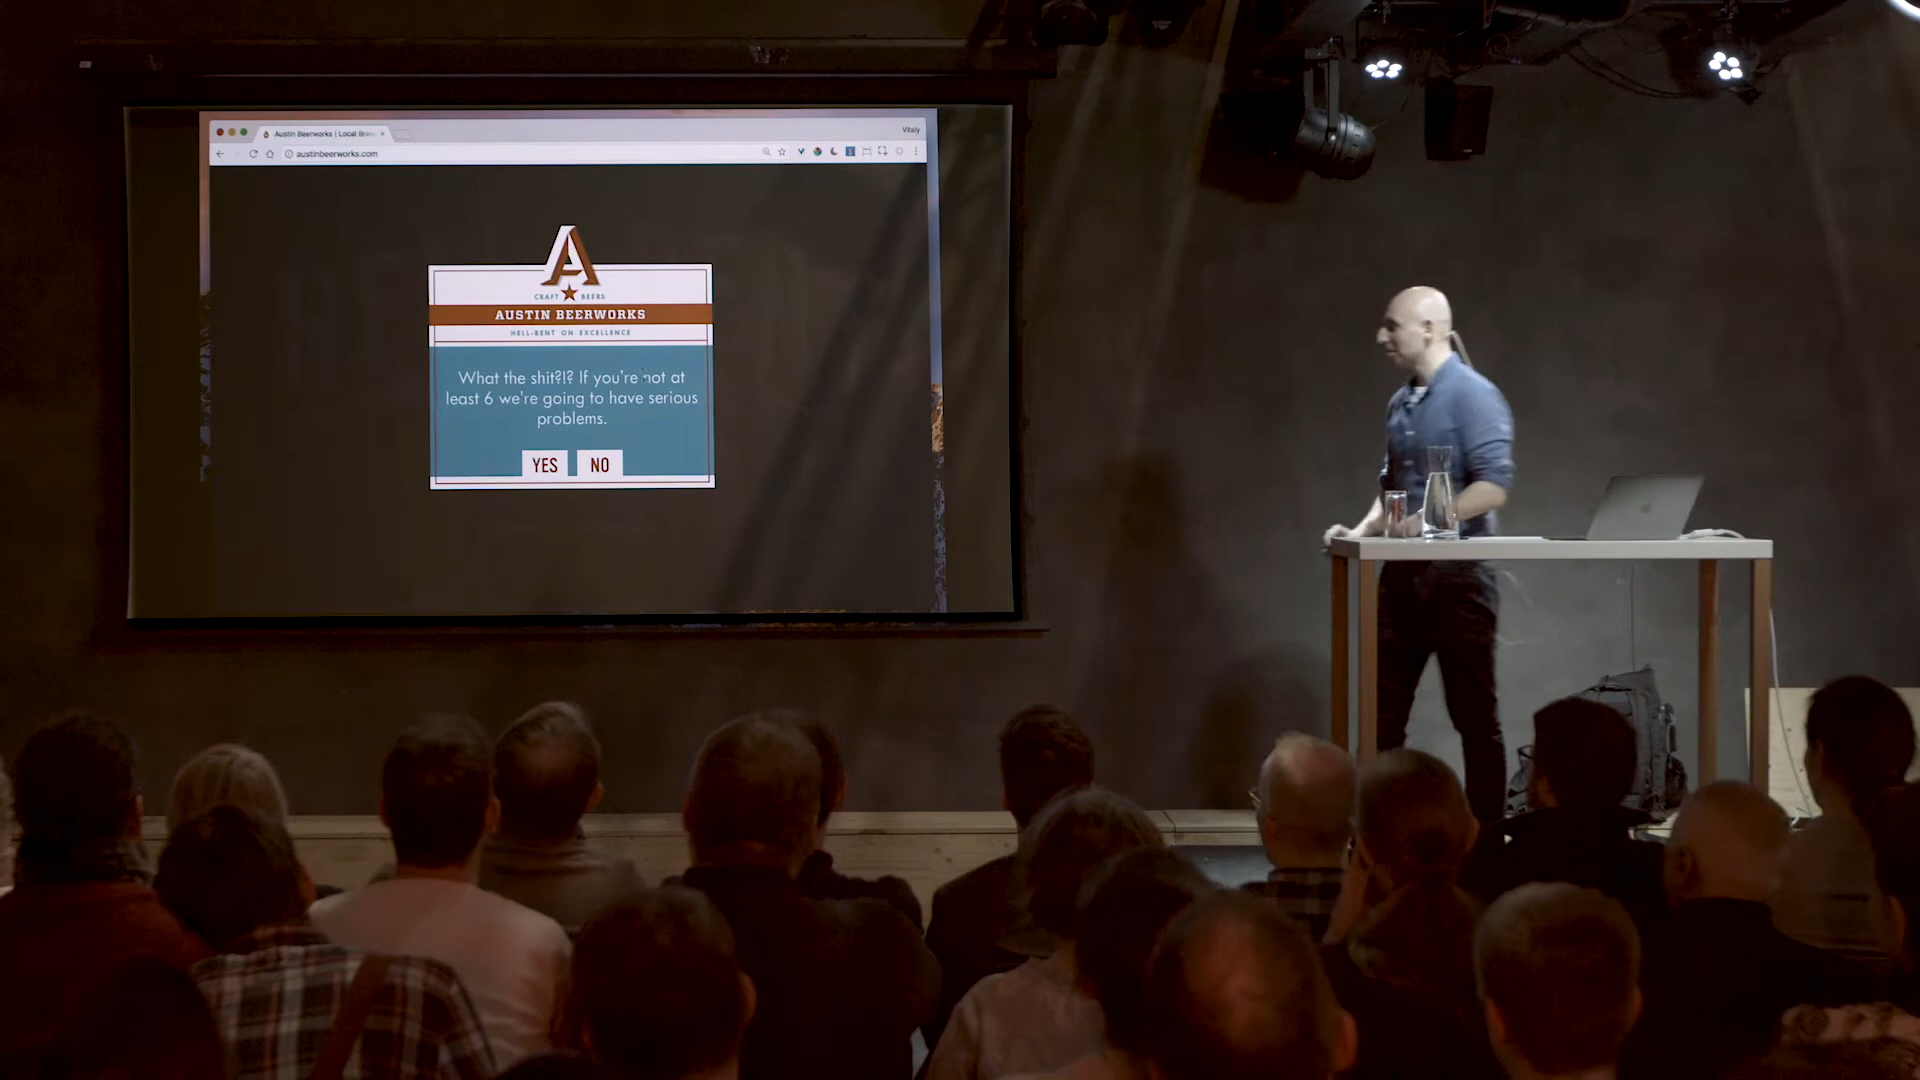 Austin Beerworks | Local Brew
Vitaly
austinbeerworks.com
A
CRAFT BEERS
AUSTIN BEERWORKS
HELL-BENT ON EXCELLENCE
What the shit?!? If you're not at
least 6 we're going to have serious
problems.
YES NO